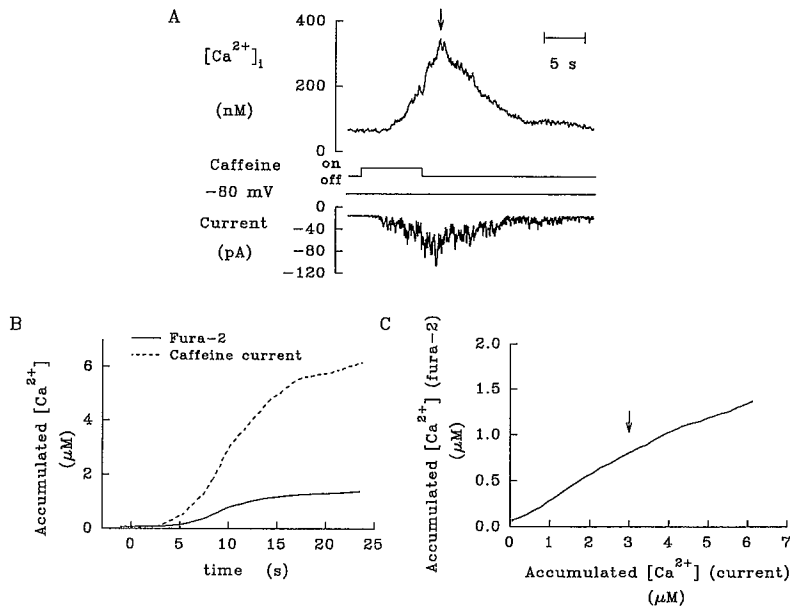 A
[Ca²⁺]ᵢ
(nM)
400
200
0
5 s
Caffeine
on
off
-80 mV
Current
(pA)
0
-40
-80
-120
B
Accumulated [Ca²⁺]
(μM)
6
4
2
0
Fura-2
Caffeine current
0 5 10 15 20 25
time (s)
C
Accumulated [Ca²⁺] (fura-2)
(μM)
2.0
1.5
1.0
0.5
0.0
0 1 2 3 4 5 6 7
Accumulated [Ca²⁺] (current)
(μM)